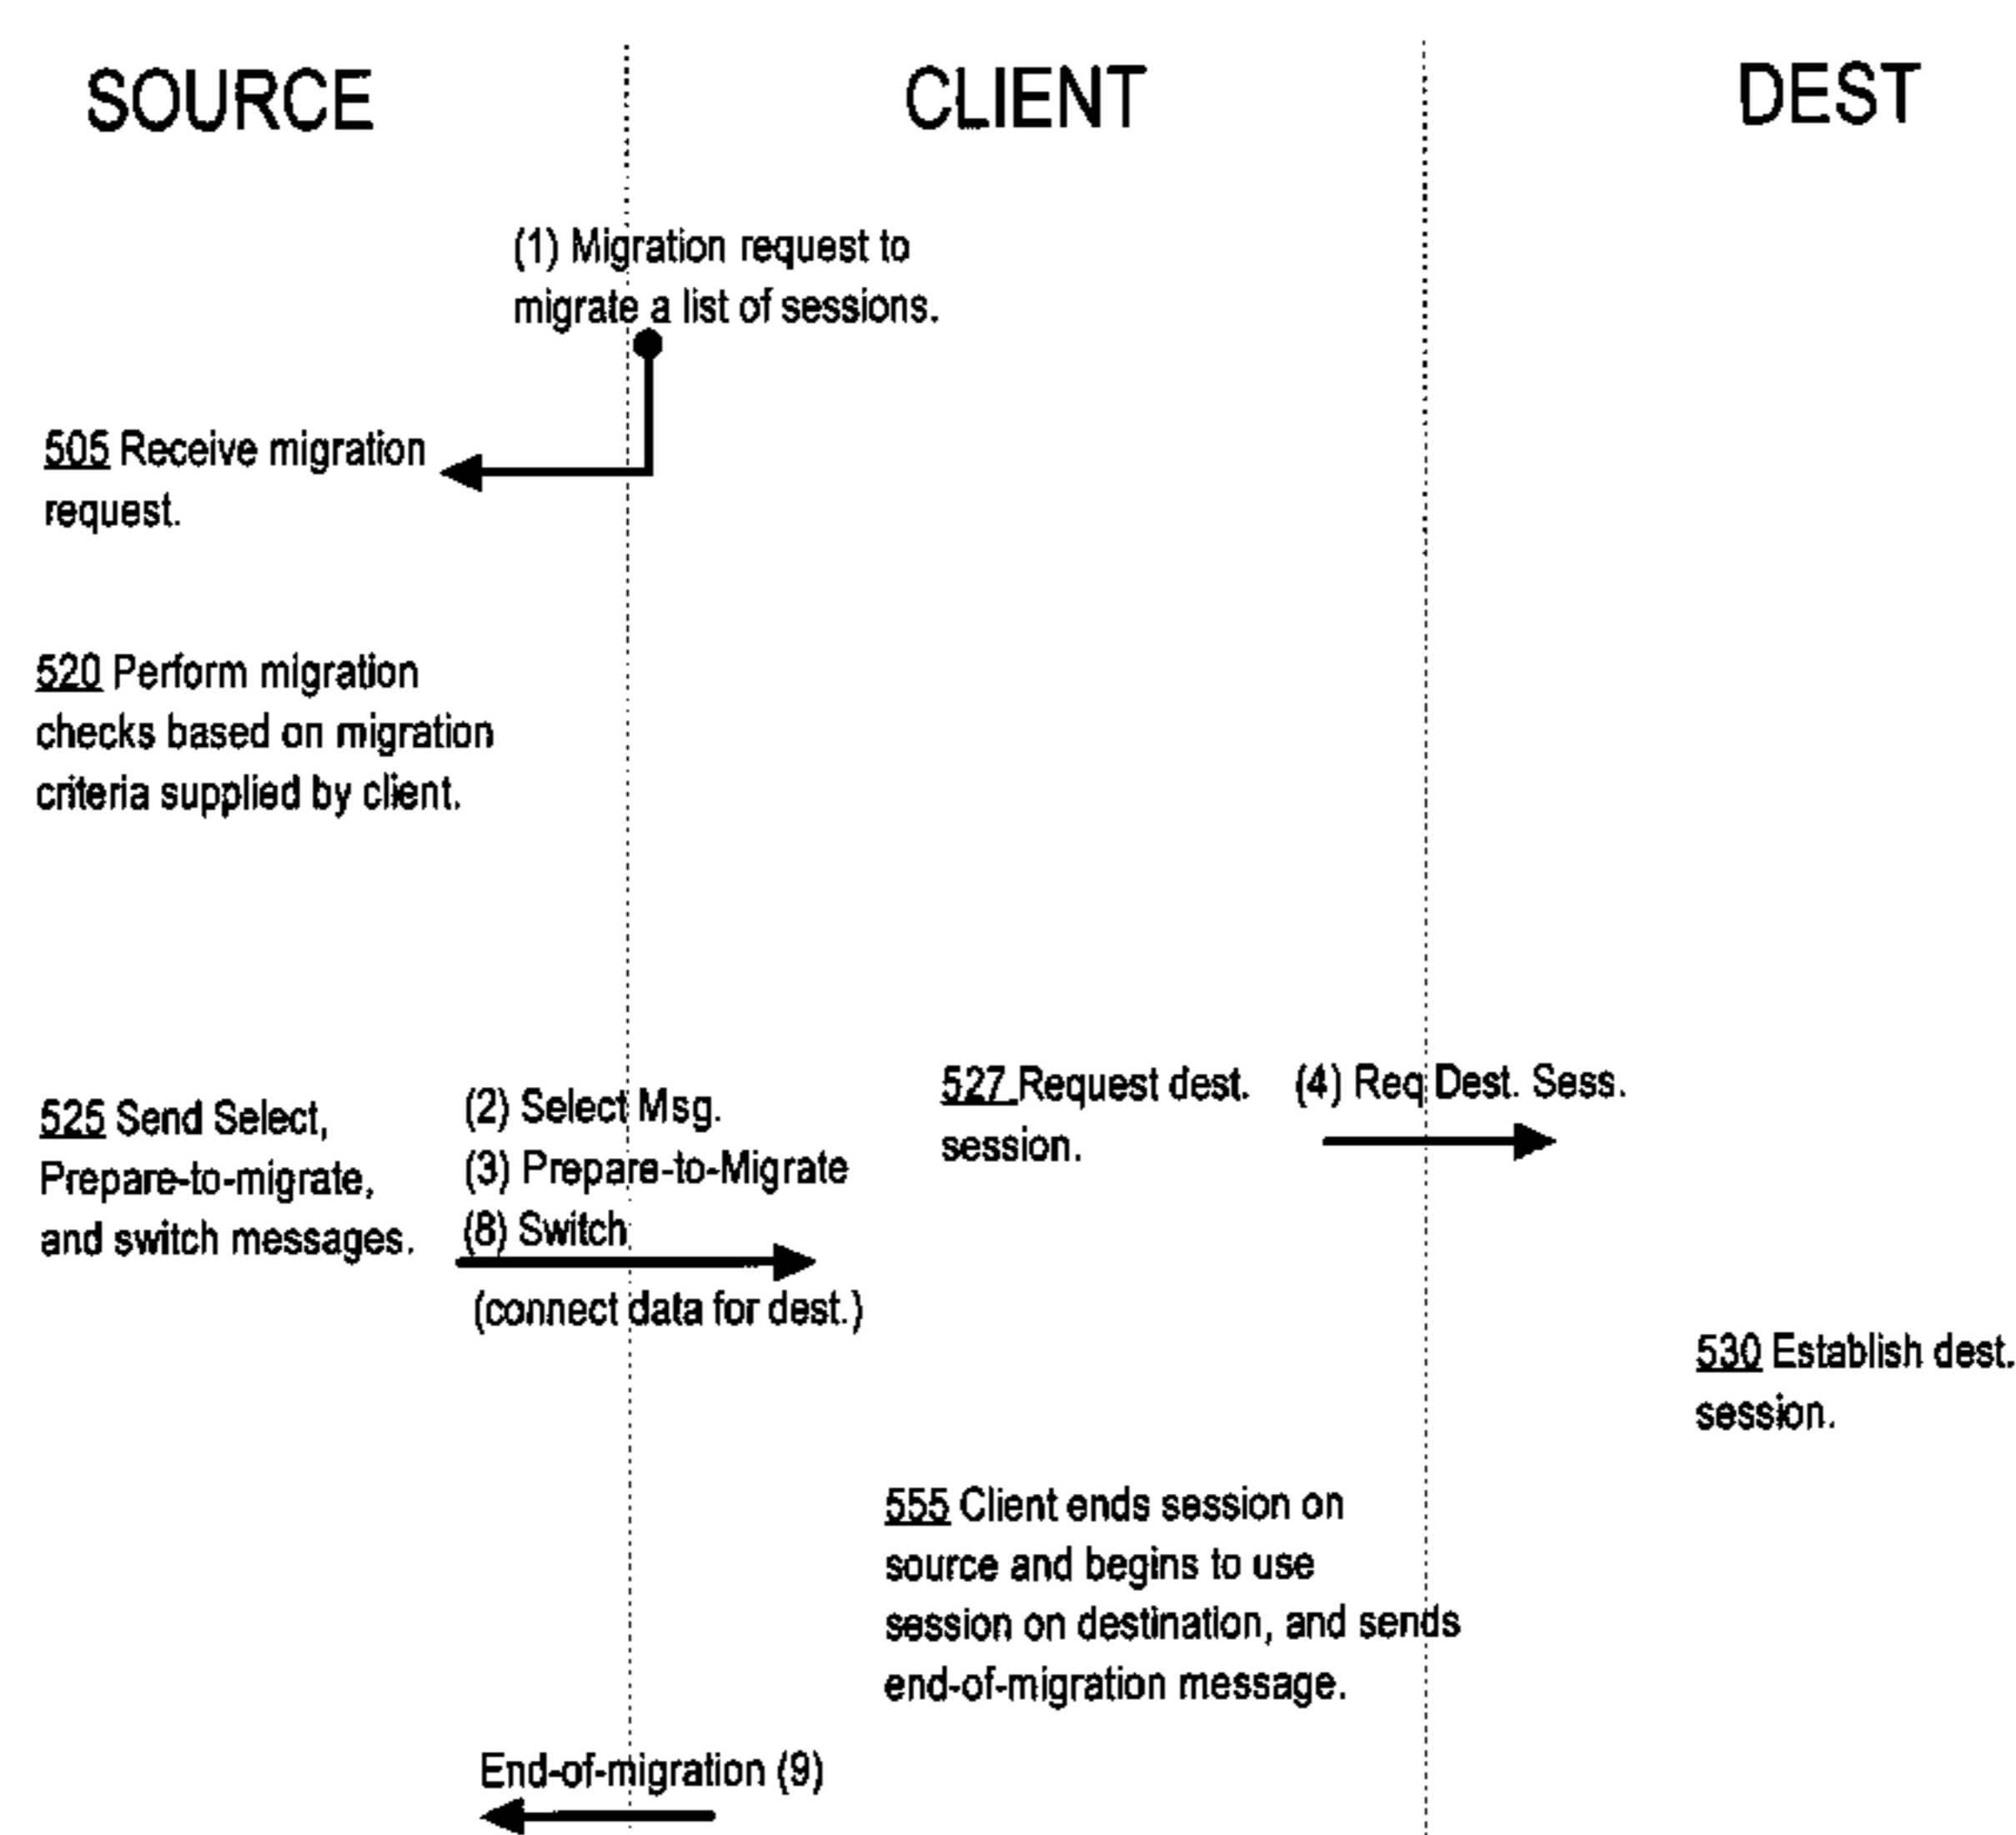 SOURCE
CLIENT
DEST
(1) Migration request to
migrate a list of sessions.
505 Receive migration
request.
520 Perform migration
checks based on migration
criteria supplied by client.
525 Send Select,
Prepare-to-migrate,
and switch messages.
(2) Select Msg.
(3) Prepare-to-Migrate
(8) Switch
(connect data for dest.)
527 Request dest.
session.
(4) Req Dest. Sess.
530 Establish dest.
session.
555 Client ends session on
source and begins to use
session on destination, and sends
end-of-migration message.
End-of-migration (9)